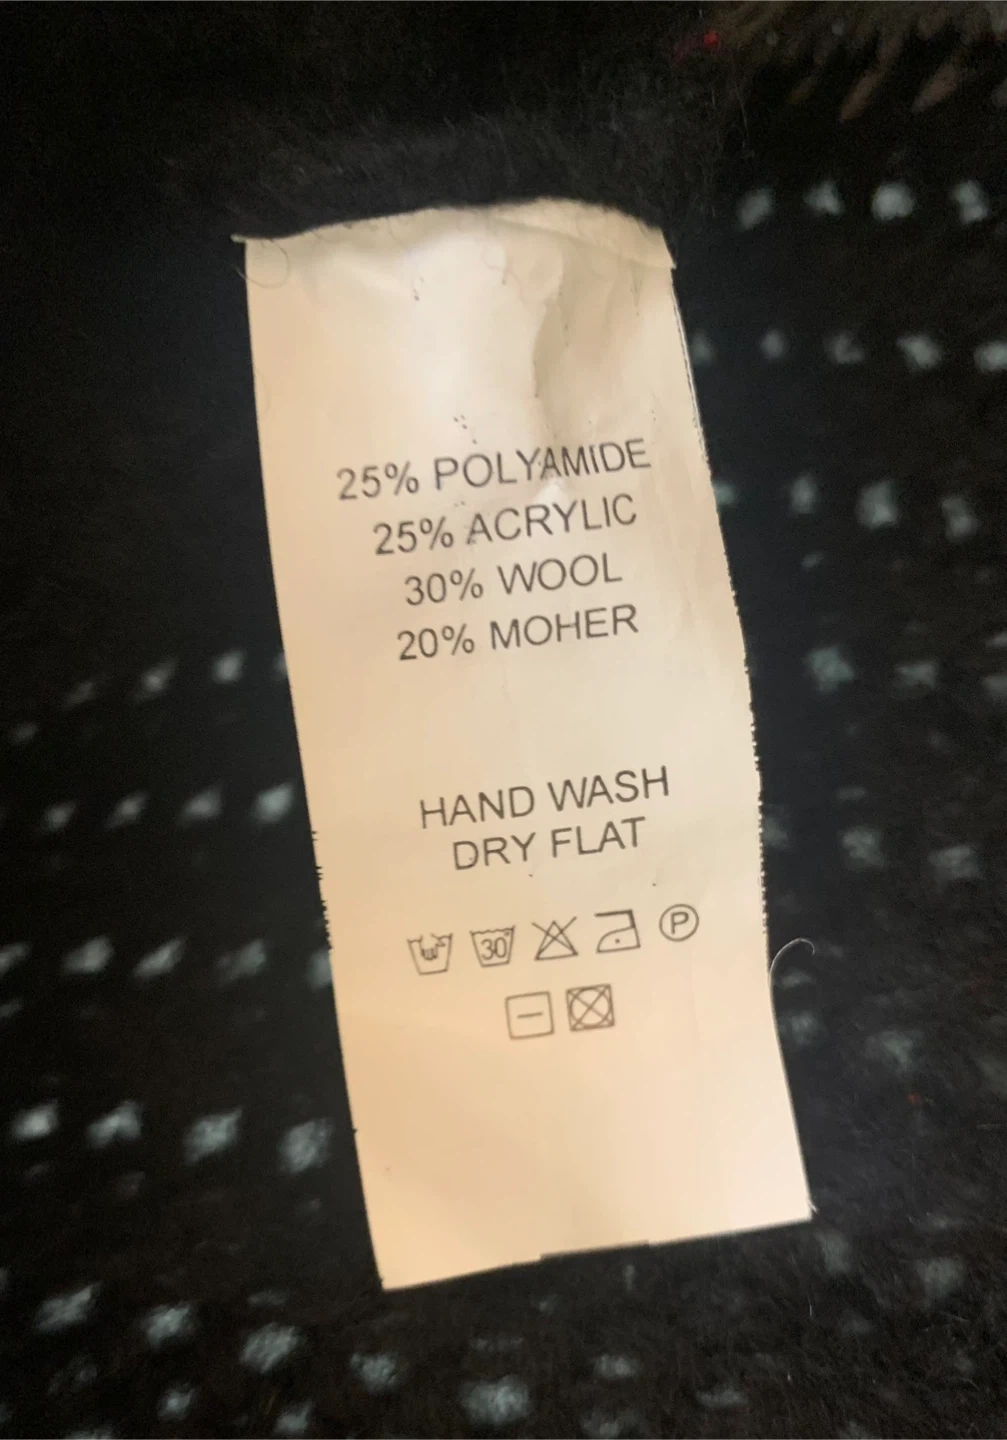 25% POLYAMIDE
25% ACRYLIC
30% WOOL
20% MOHER
HAND WASH
DRY FLAT
30 P